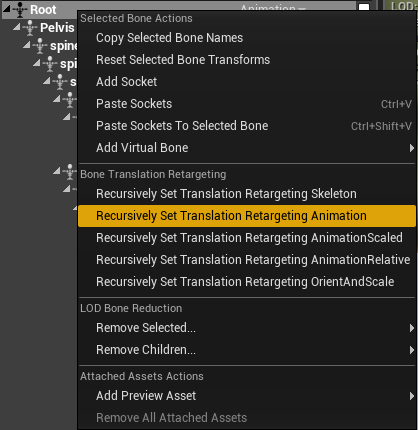 Root Animation LOD:
Selected Bone Actions
Pelvis
Copy Selected Bone Names
spine
Reset Selected Bone Transforms
Add Socket
Paste Sockets Ctrl+V
Paste Sockets To Selected Bone Ctrl+Shift+V
Add Virtual Bone
Bone Translation Retargeting
Recursively Set Translation Retargeting Skeleton
Recursively Set Translation Retargeting Animation
Recursively Set Translation Retargeting AnimationScaled
Recursively Set Translation Retargeting AnimationRelative
Recursively Set Translation Retargeting OrientAndScale
LOD Bone Reduction
Remove Selected...
Remove Children...
Attached Assets Actions
Add Preview Asset
Remove All Attached Assets